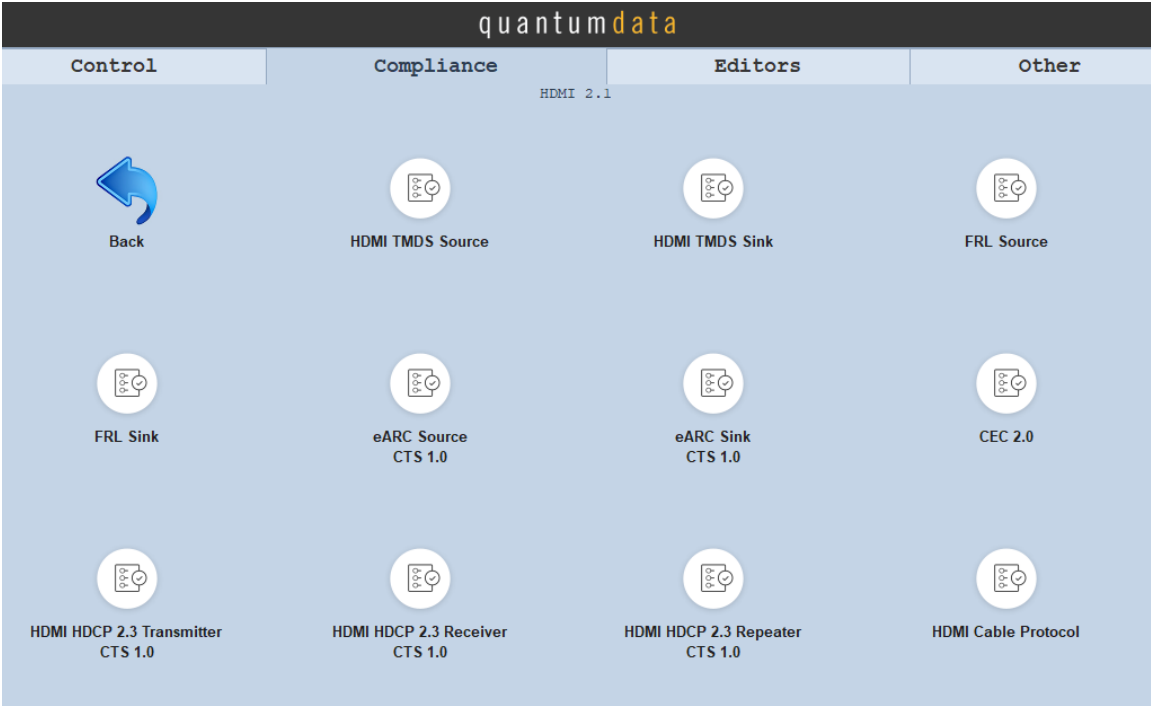 quantumdata
Control Compliance Editors Other
HDMI 2.1
Back HDMI TMDS Source HDMI TMDS Sink FRL Source
FRL Sink eARC Source eARC Sink CEC 2.0
CTS 1.0 CTS 1.0
HDMI HDCP 2.3 Transmitter HDMI HDCP 2.3 Receiver HDMI HDCP 2.3 Repeater HDMI Cable Protocol
CTS 1.0 CTS 1.0 CTS 1.0